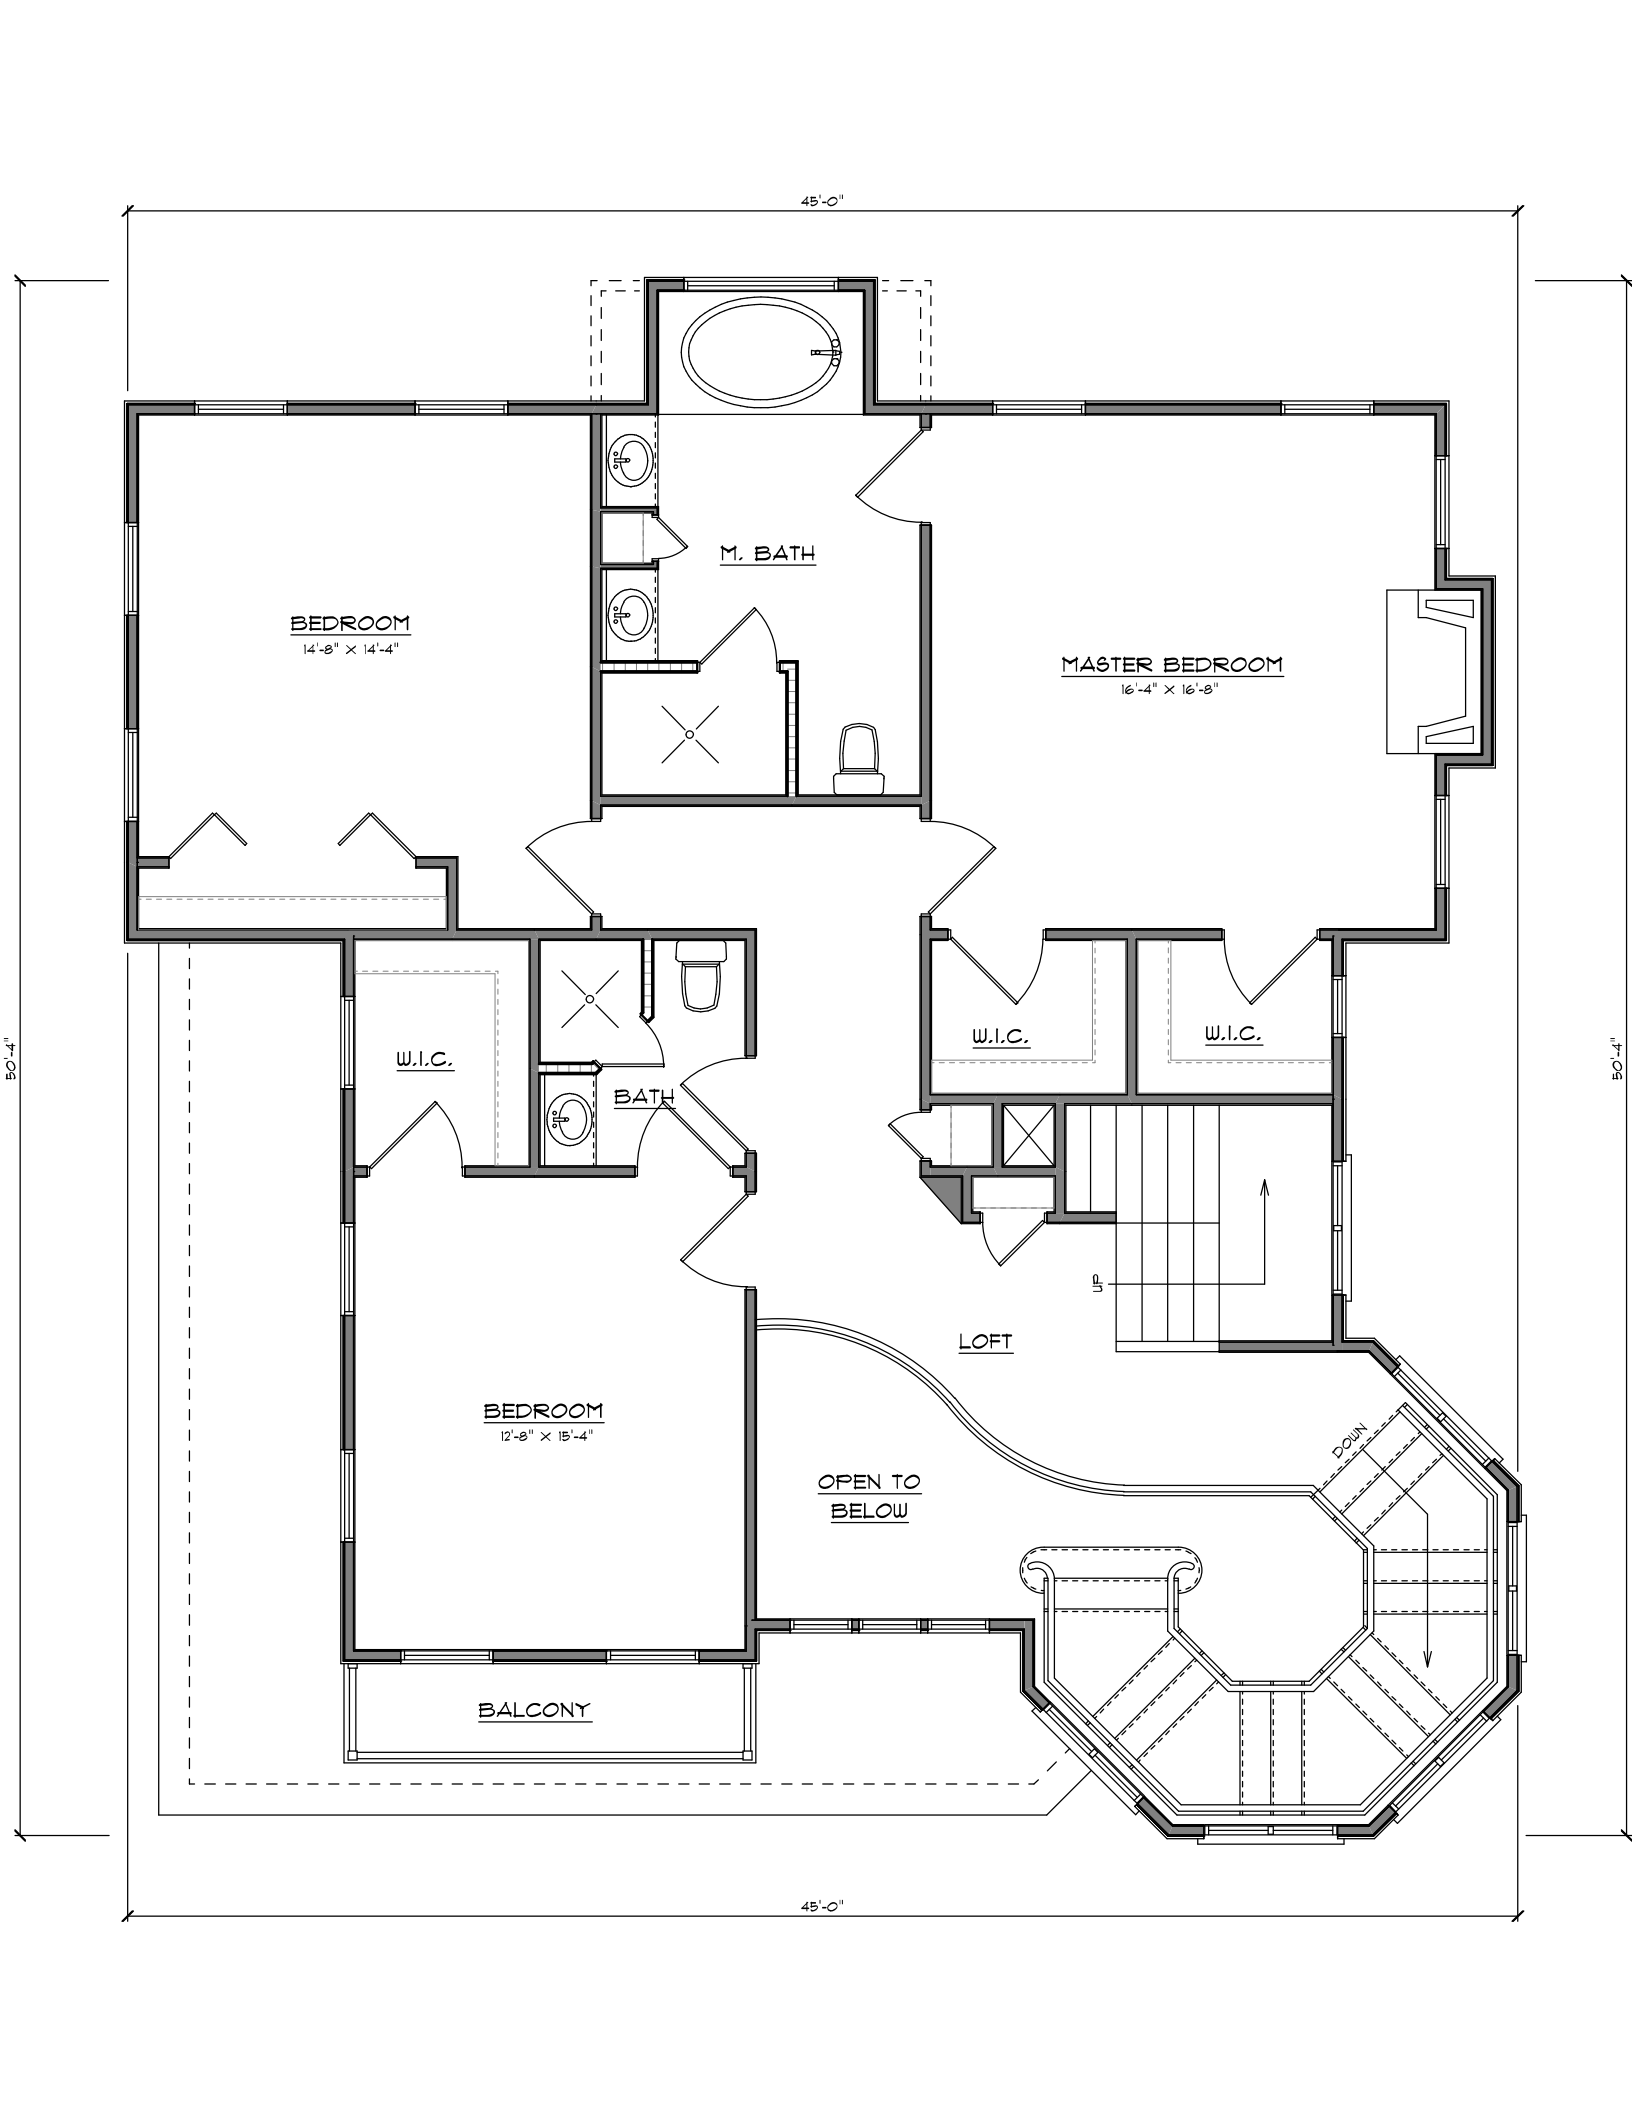 45'-0"
M. BATH
BEDROOM
14'-8" X 14'-4"
MASTER BEDROOM
16'-4" X 16'-8"
50'-4"
50'-4"
W.I.C.
W.I.C.
W.I.C.
BATH
UP
LOFT
BEDROOM
12'-8" X 15'-4"
DOWN
OPEN TO
BELOW
BALCONY
45'-0"